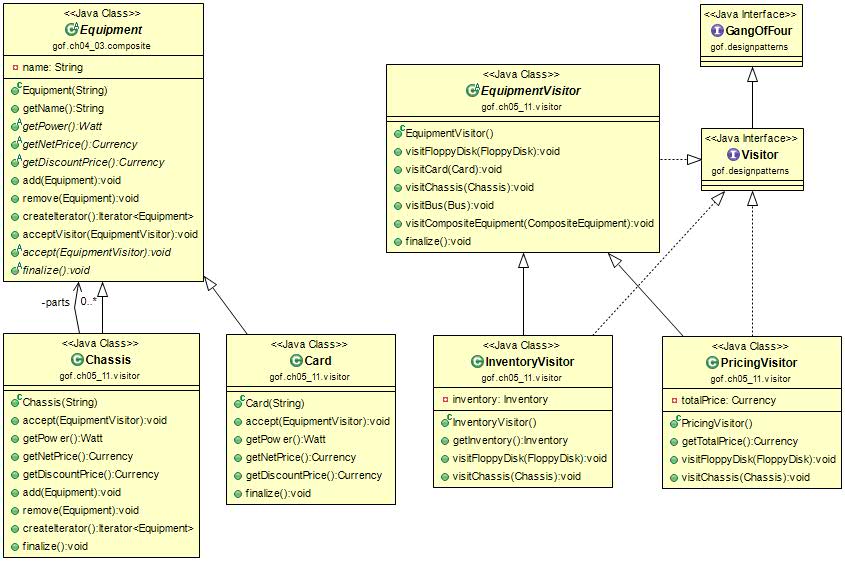 <<Java Class>>
Equipment
gof.ch04_03.composite
name: String
Equipment(String)
getName():String
getPower():Watt
getNetPrice():Currency
getDiscountPrice():Currency
add(Equipment):void
remove(Equipment):void
createIterator():Iterator<Equipment>
acceptVisitor(EquipmentVisitor):void
accept(EquipmentVisitor):void
finalize():void
-parts
0..*
<<Java Class>>
Chassis
gof.ch05_11.visitor
Chassis(String)
accept(EquipmentVisitor):void
getPower():Watt
getNetPrice():Currency
getDiscountPrice():Currency
add(Equipment):void
remove(Equipment):void
createIterator():Iterator<Equipment>
finalize():void
<<Java Class>>
Card
gof.ch05_11.visitor
Card(String)
accept(EquipmentVisitor):void
getPower():Watt
getNetPrice():Currency
getDiscountPrice():Currency
finalize():void
<<Java Class>>
EquipmentVisitor
gof.ch05_11.visitor
EquipmentVisitor()
visitFloppyDisk(FloppyDisk):void
visitCard(Card):void
visitChassis(Chassis):void
visitBus(Bus):void
visitCompositeEquipment(CompositeEquipment):void
finalize():void
<<Java Interface>>
GangOfFour
gof.designpatterns
<<Java Interface>>
Visitor
gof.designpatterns
<<Java Class>>
InventoryVisitor
gof.ch05_11.visitor
inventory: Inventory
InventoryVisitor()
getInventory():Inventory
visitFloppyDisk(FloppyDisk):void
visitChassis(Chassis):void
<<Java Class>>
PricingVisitor
gof.ch05_11.visitor
totalPrice: Currency
PricingVisitor()
getTotalPrice():Currency
visitFloppyDisk(FloppyDisk):void
visitChassis(Chassis):void